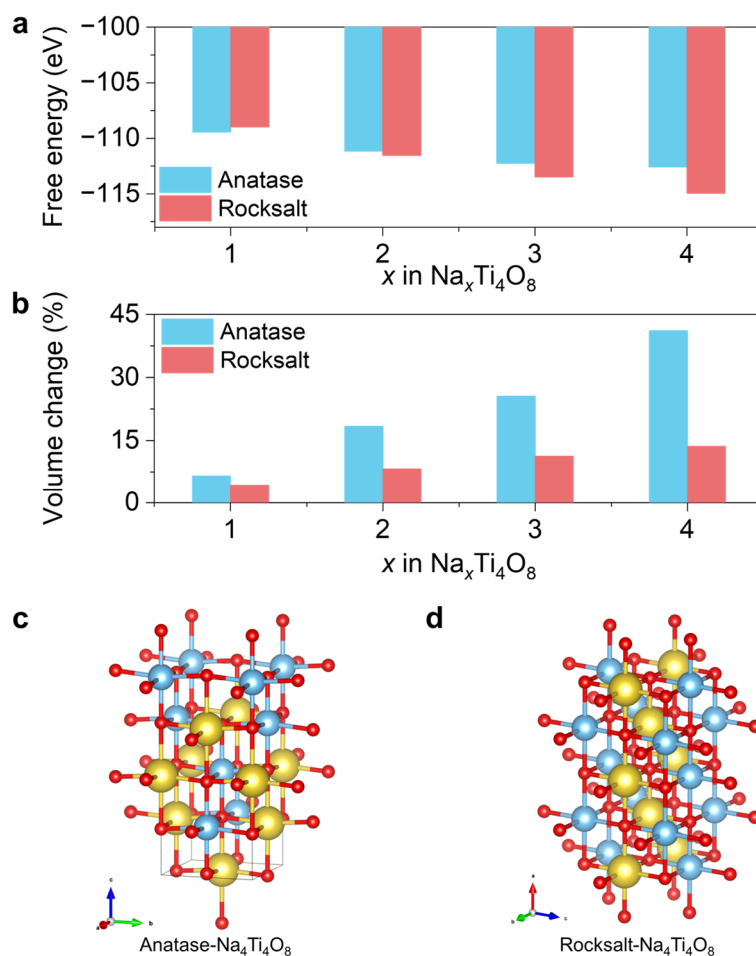 a
Free energy (eV)
−100
−105
−110
−115
Anatase
Rocksalt
1 2 3 4
x in NaₓTi₄O₈
b
Volume change (%)
45
30
15
0
Anatase
Rocksalt
1 2 3 4
x in NaₓTi₄O₈
c
d
c
a
b
a
b
c
Anatase-Na₄Ti₄O₈
Rocksalt-Na₄Ti₄O₈